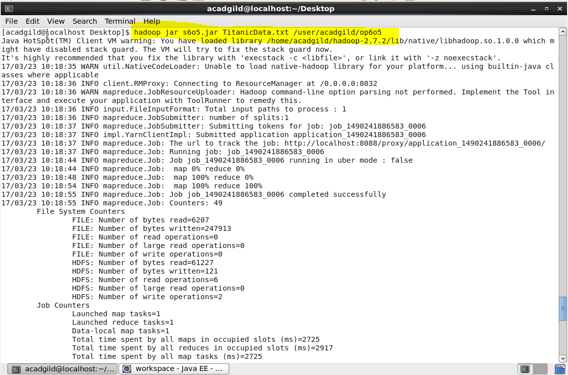 acadgild@localhost:~/Desktop
File Edit View Search Terminal Help
[acadgild@localhost Desktop]$ hadoop jar s6o5.jar TitanicData.txt /user/acadgild/op6o5
Java HotSpot(TM) Client VM warning: You have loaded library /home/acadgild/hadoop-2.7.2/lib/native/libhadoop.so.1.0.0 which m
ight have disabled stack guard. The VM will try to fix the stack guard now.
It's highly recommended that you fix the library with 'execstack -c <libfile>', or link it with '-z noexecstack'.
17/03/23 10:18:35 WARN util.NativeCodeLoader: Unable to load native-hadoop library for your platform... using builtin-java cl
asses where applicable
17/03/23 10:18:36 INFO client.RMProxy: Connecting to ResourceManager at /0.0.0.0:8032
17/03/23 10:18:36 WARN mapreduce.JobResourceUploader: Hadoop command-line option parsing not performed. Implement the Tool in
terface and execute your application with ToolRunner to remedy this.
17/03/23 10:18:36 INFO input.FileInputFormat: Total input paths to process : 1
17/03/23 10:18:36 INFO mapreduce.JobSubmitter: number of splits:1
17/03/23 10:18:37 INFO mapreduce.JobSubmitter: Submitting tokens for job: job_1490241886583_0006
17/03/23 10:18:37 INFO impl.YarnClientImpl: Submitted application application_1490241886583_0006
17/03/23 10:18:37 INFO mapreduce.Job: The url to track the job: http://localhost:8088/proxy/application_1490241886583_0006/
17/03/23 10:18:37 INFO mapreduce.Job: Running job: job_1490241886583_0006
17/03/23 10:18:44 INFO mapreduce.Job: Job job_1490241886583_0006 running in uber mode : false
17/03/23 10:18:44 INFO mapreduce.Job: map 0% reduce 0%
17/03/23 10:18:48 INFO mapreduce.Job: map 100% reduce 0%
17/03/23 10:18:54 INFO mapreduce.Job: map 100% reduce 100%
17/03/23 10:18:55 INFO mapreduce.Job: Job job_1490241886583_0006 completed successfully
17/03/23 10:18:55 INFO mapreduce.Job: Counters: 49
File System Counters
FILE: Number of bytes read=6207
FILE: Number of bytes written=247913
FILE: Number of read operations=0
FILE: Number of large read operations=0
FILE: Number of write operations=0
HDFS: Number of bytes read=61227
HDFS: Number of bytes written=121
HDFS: Number of read operations=6
HDFS: Number of large read operations=0
HDFS: Number of write operations=2
Job Counters
Launched map tasks=1
Launched reduce tasks=1
Data-local map tasks=1
Total time spent by all maps in occupied slots (ms)=2725
Total time spent by all reduces in occupied slots (ms)=2917
Total time spent by all map tasks (ms)=2725
acadgild@localhost:~/...
workspace - Java EE - ...